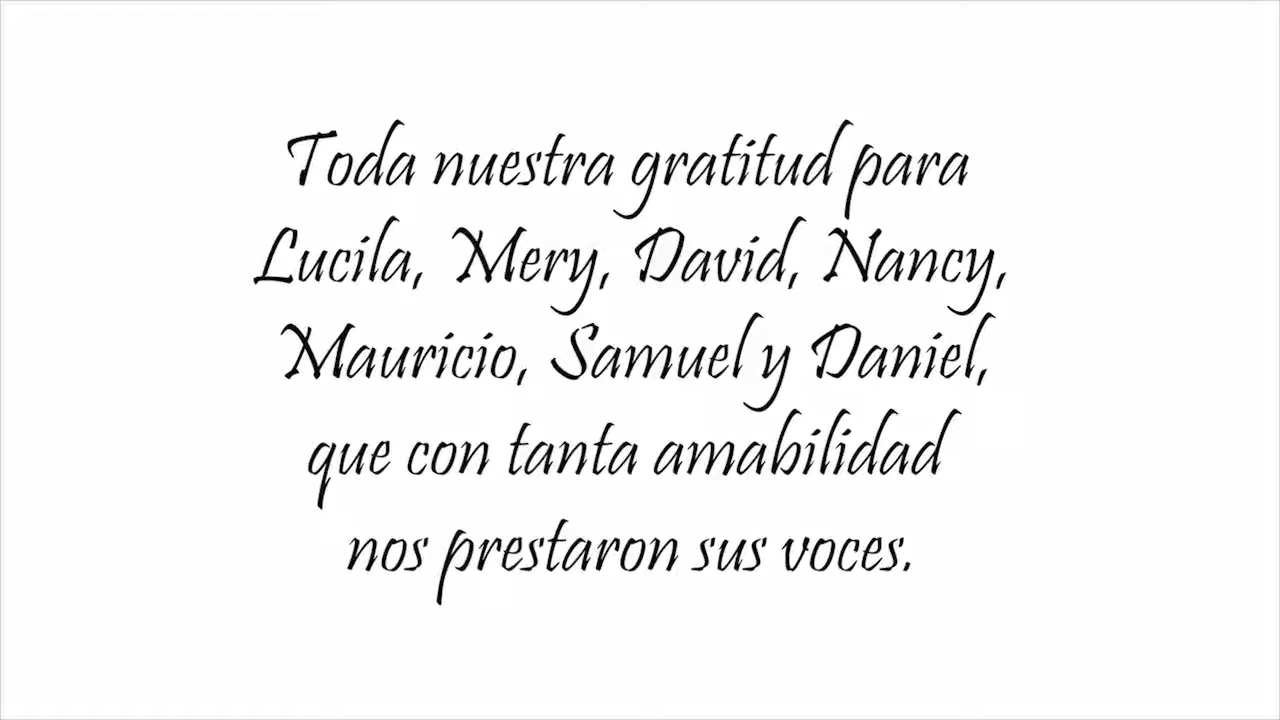 Toda nuestra gratitud para
Lucila, Mery, David, Nancy,
Mauricio, Samuel y Daniel,
que con tanta amabilidad
nos prestaron sus voces.